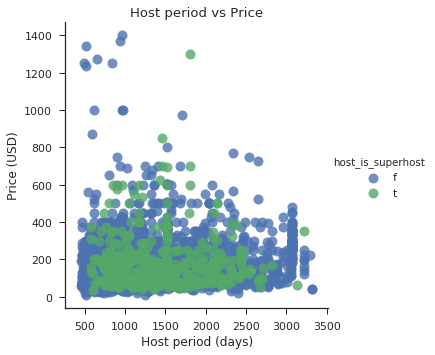 Host period vs Price
1400
1200
1000
800
600
400
200
0
Price (USD)
500
1000
1500
2000
2500
3000
3500
Host period (days)
host_is_superhost
f
t